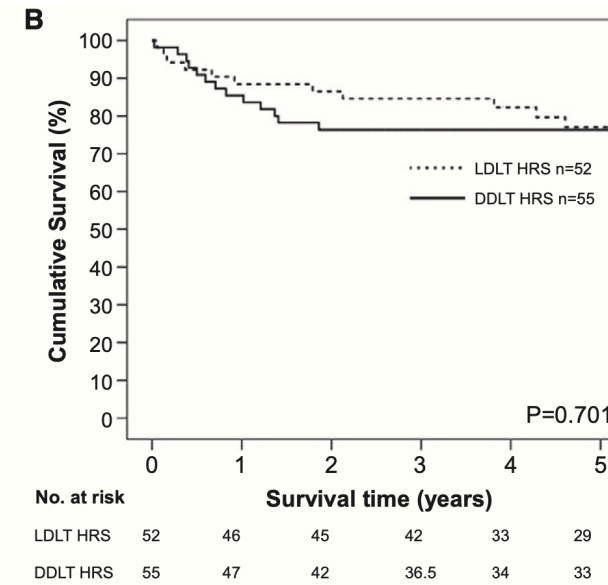 B
Cumulative Survival (%)
100
90
80
70
60
50
40
30
20
10
0
LDLT HRS n=52
DDLT HRS n=55
P=0.701
0 1 2 3 4 5
No. at risk
Survival time (years)
LDLT HRS 52 46 45 42 33 29
DDLT HRS 55 47 42 36.5 34 33